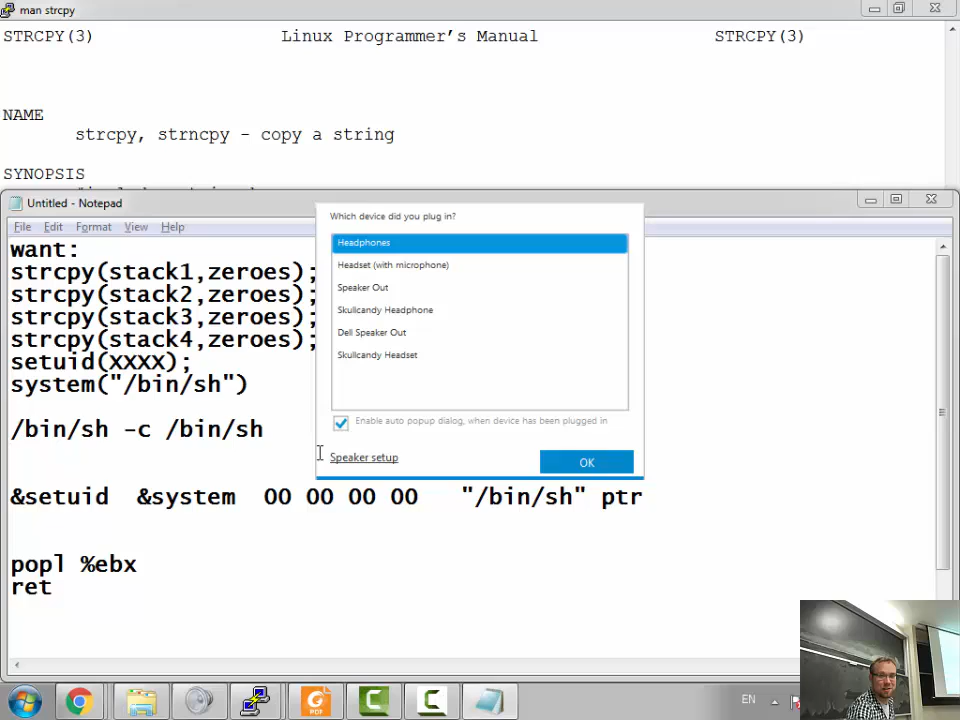 man strcpy
STRCPY(3) Linux Programmer's Manual STRCPY(3)
NAME
strcpy, strncpy - copy a string
SYNOPSIS
Untitled - Notepad
File Edit Format View Help
want:
strcpy(stack1,zeroes);
strcpy(stack2,zeroes);
strcpy(stack3,zeroes);
strcpy(stack4,zeroes);
setuid(XXXX);
system("/bin/sh")
/bin/sh -c /bin/sh
&setuid &system 00 00 00 00 "/bin/sh" ptr
popl %ebx
ret
Which device did you plug in?
Headphones
Headset (with microphone)
Speaker Out
Skullcandy Headphone
Dell Speaker Out
Skullcandy Headset
Enable auto popup dialog, when device has been plugged in
Speaker setup
OK
PDF
EN